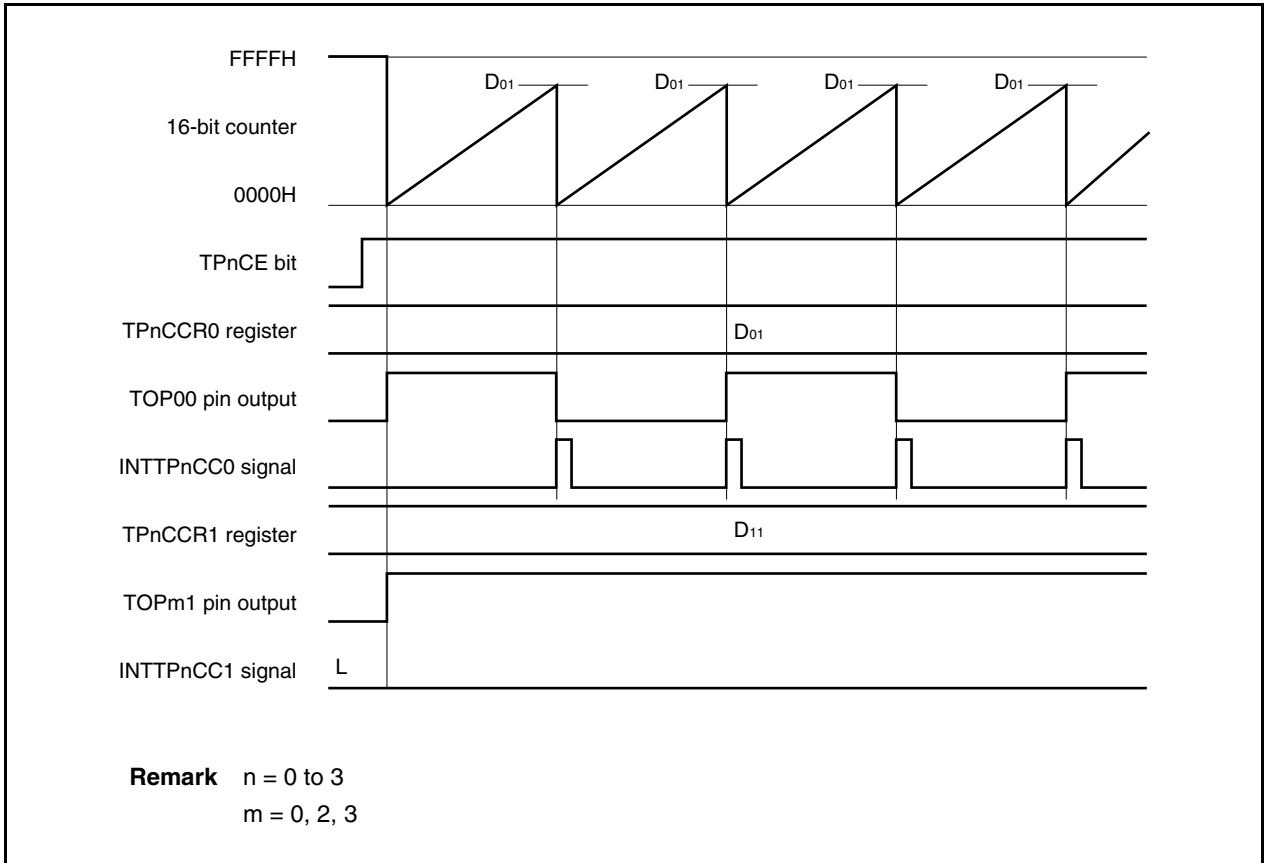 FFFFH
D01 D01 D01 D01
16-bit counter
0000H
TPnCE bit
TPnCCR0 register D01
TOP00 pin output
INTTPnCC0 signal
TPnCCR1 register D11
TOPm1 pin output
INTTPnCC1 signal L
Remark n = 0 to 3
m = 0, 2, 3